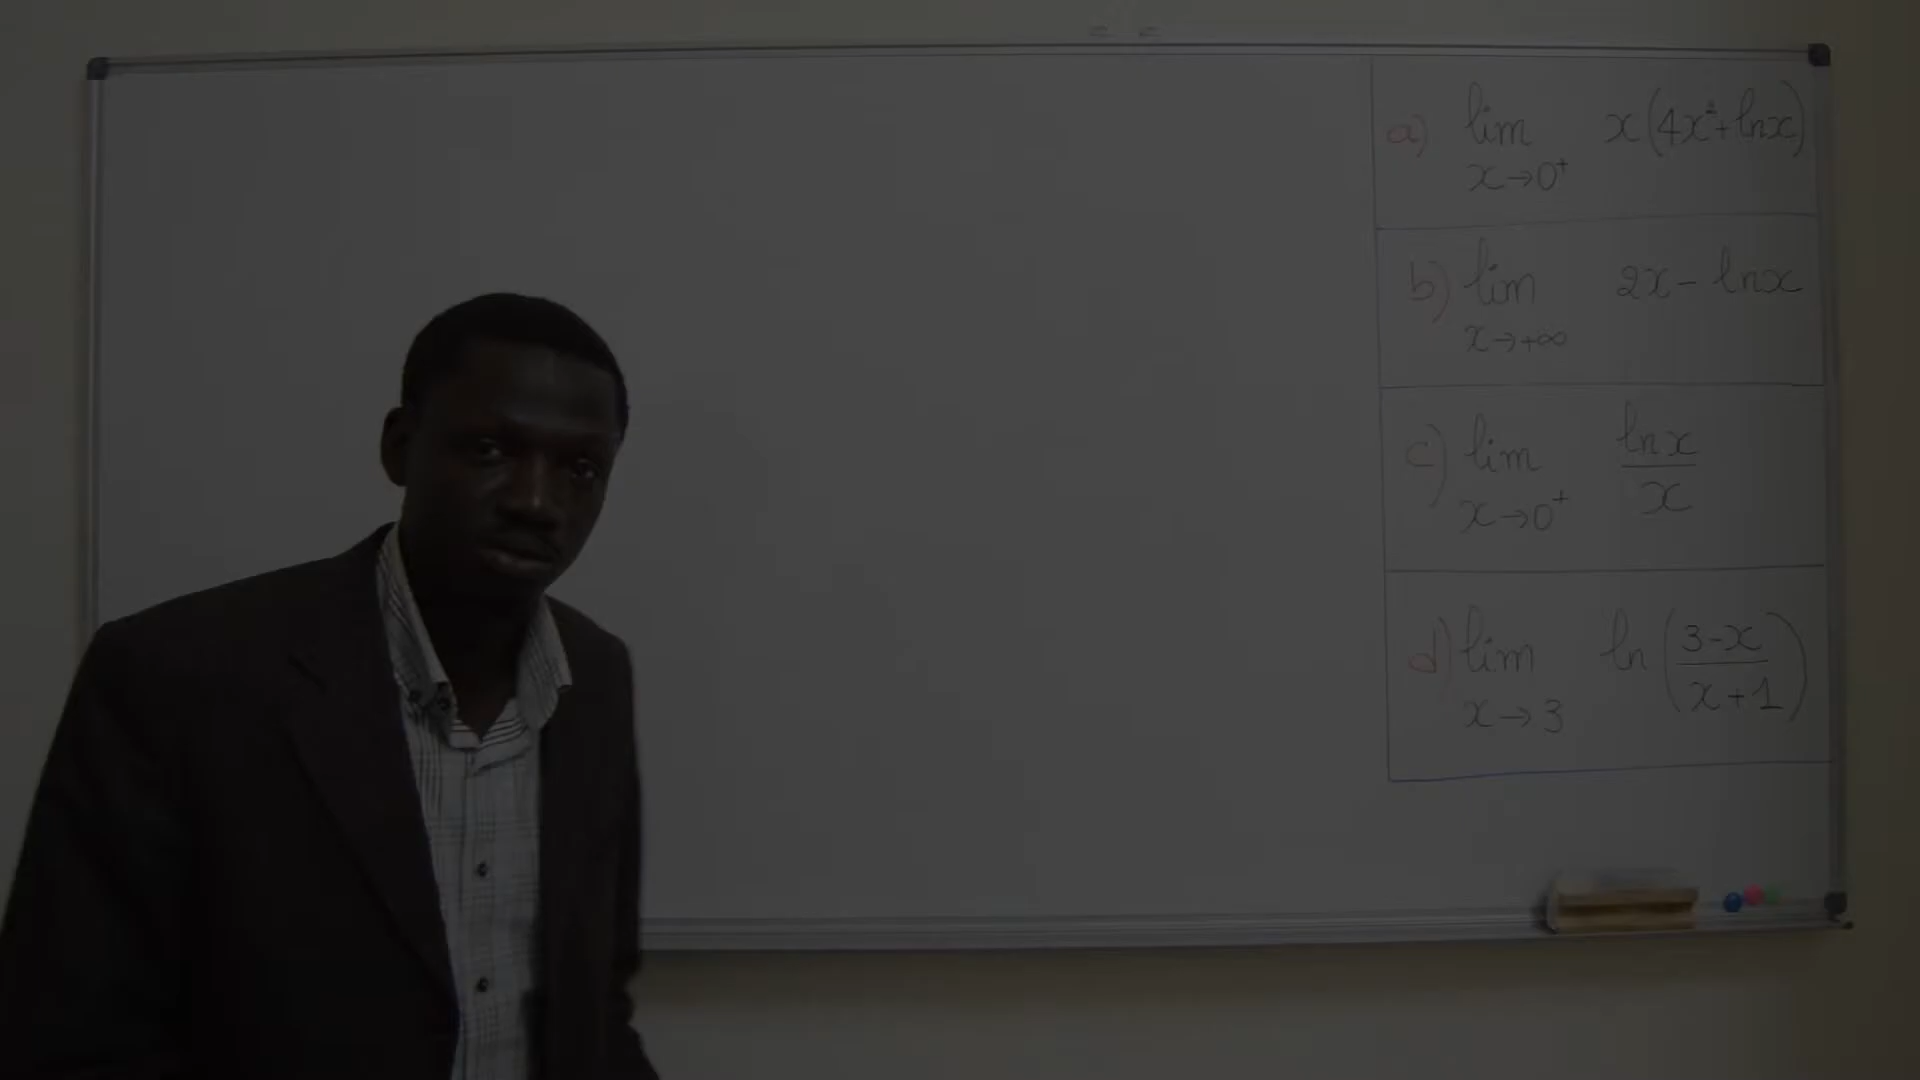 a) lim x(4x²+lnx)
x→0⁺
b) lim 2x-lnx
x→+∞
c) lim lnx/x
x→0⁺
d) lim ln((3-x)/(x+1))
x→3